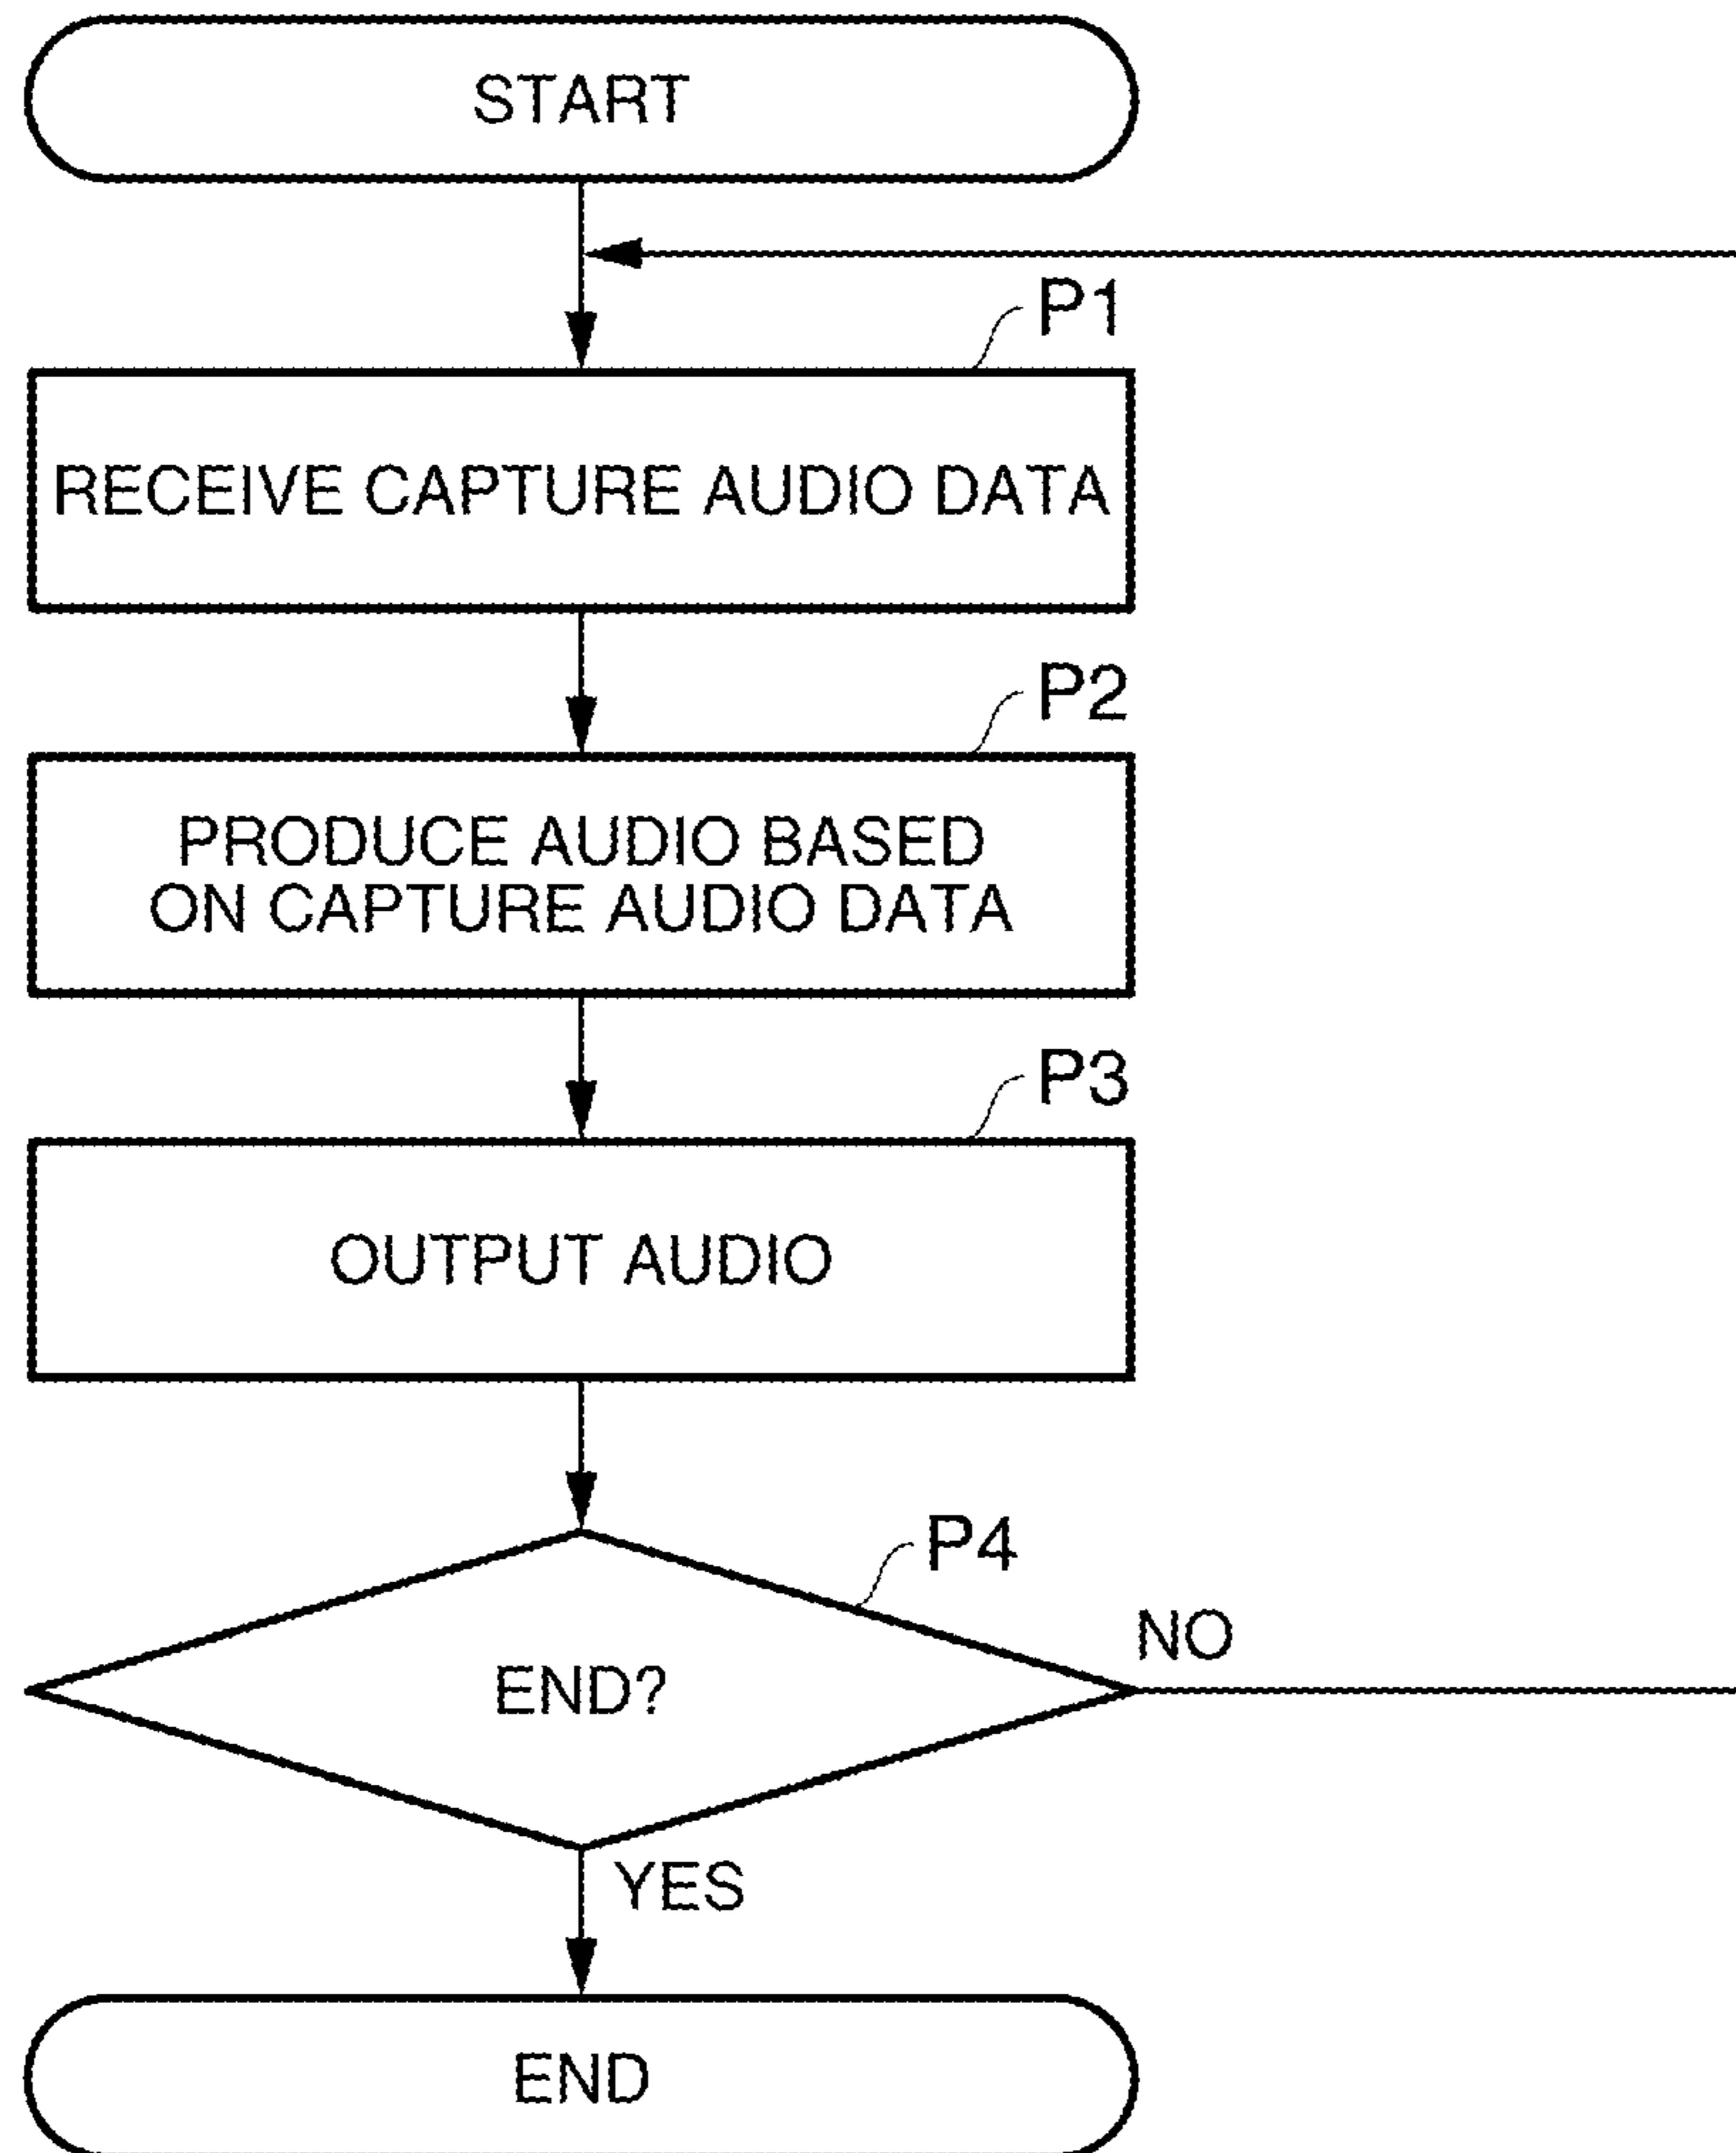 START
P1
RECEIVE CAPTURE AUDIO DATA
P2
PRODUCE AUDIO BASED
ON CAPTURE AUDIO DATA
P3
OUTPUT AUDIO
P4
NO
END?
YES
END